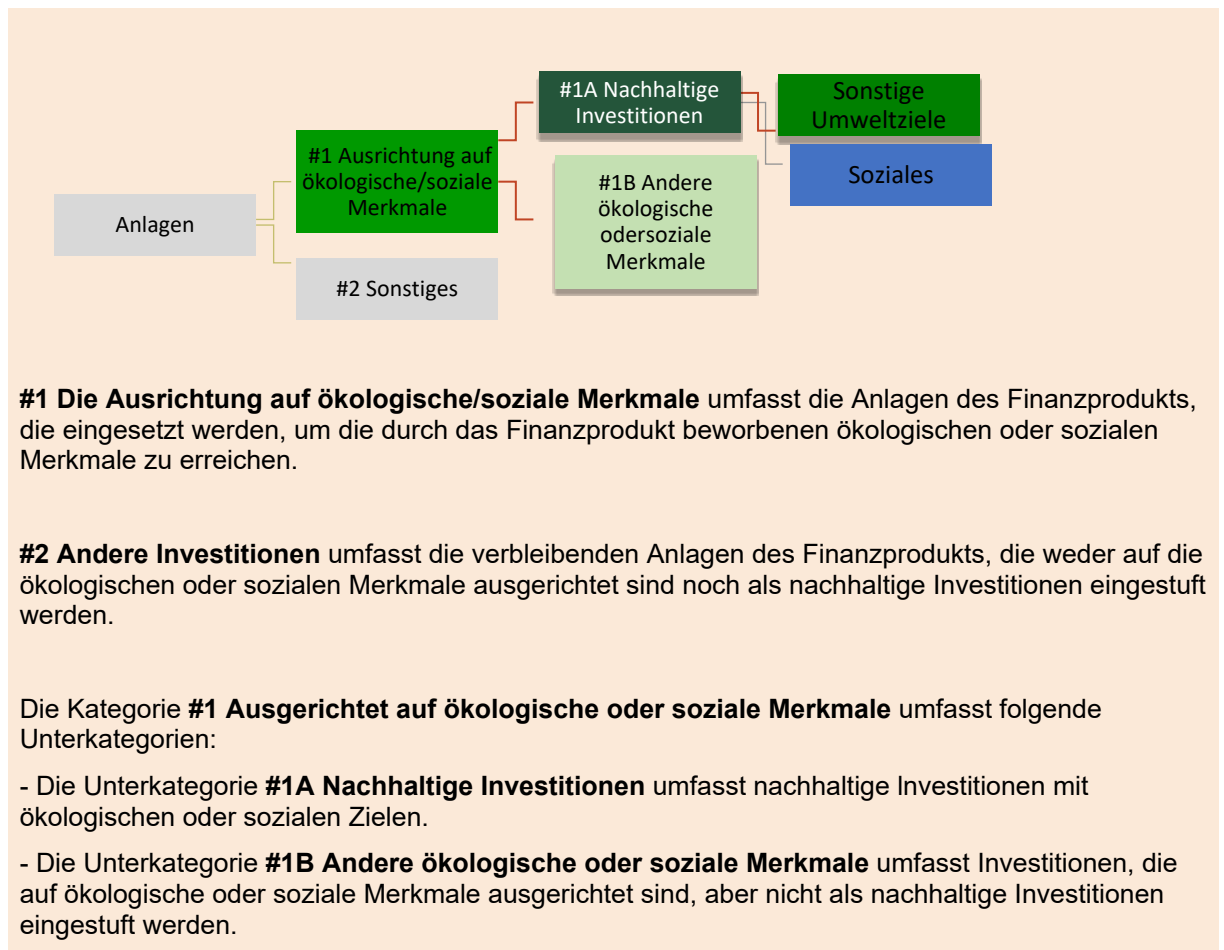 #1A Nachhaltige
Investitionen
Sonstige
Umweltziele
#1 Ausrichtung auf
ökologische/soziale
Merkmale
Soziales
#1B Andere
ökologische
odersoziale
Merkmale
Anlagen
#2 Sonstiges
#1 Die Ausrichtung auf ökologische/soziale Merkmale umfasst die Anlagen des Finanzprodukts,
die eingesetzt werden, um die durch das Finanzprodukt beworbenen ökologischen oder sozialen
Merkmale zu erreichen.
#2 Andere Investitionen umfasst die verbleibenden Anlagen des Finanzprodukts, die weder auf die
ökologischen oder sozialen Merkmale ausgerichtet sind noch als nachhaltige Investitionen eingestuft
werden.
Die Kategorie #1 Ausgerichtet auf ökologische oder soziale Merkmale umfasst folgende
Unterkategorien:
- Die Unterkategorie #1A Nachhaltige Investitionen umfasst nachhaltige lnvestitionen mit
ökologischen oder sozialen Zielen.
- Die Unterkategorie #1B Andere ökologische oder soziale Merkmale umfasst Investitionen, die
auf ökologische oder soziale Merkmale ausgerichtet sind, aber nicht als nachhaltige Investitionen
eingestuft werden.